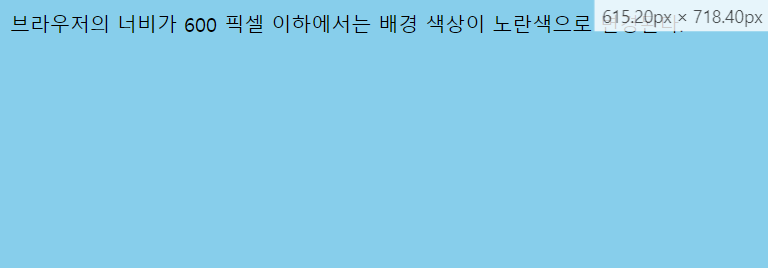 브라우저의 너비가 600 픽셀 이하에서는 배경 색상이 노란색으로
615.20px × 718.40px